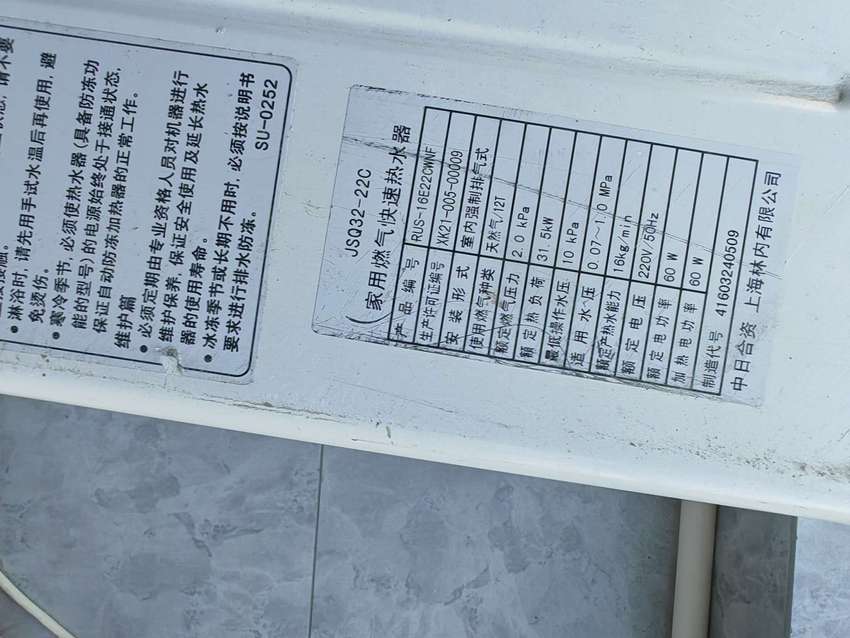 淋浴时,请先用手试水温后再使用,避
免烫伤。
• 寒冷季节,必须使热水器(具备防冻功
能的型号)的电源始终处于接通状态,
保证自动防冻加热器的正常工作。
维护篇
• 必须定期由专业资格人员对机器进行
维护保养,保证安全使用及延长热水
器的使用寿命。
• 冰冻季节或长期不用时,必须按说明书
要求进行排水防冻。
SU-0252
JSQ32-22C
(家用燃气快速热水器
产品编号 RUS-16E22CWNF
生产许可证编号 XK21-005-00009
安装形式 室内强制排气式
使用燃气种类 天然气/12T
额定燃气压力 2.0 kPa
额定热负荷 31.5kW
最低操作水压 10 kPa
适用水压 0.07~1.0 MPa
额定产热水能力 16kg/min
额定电压 220V/50Hz
额定电功率 60 W
加热电功率 60 W
制造代号 41603240509
中日合资 上海林内有限公司